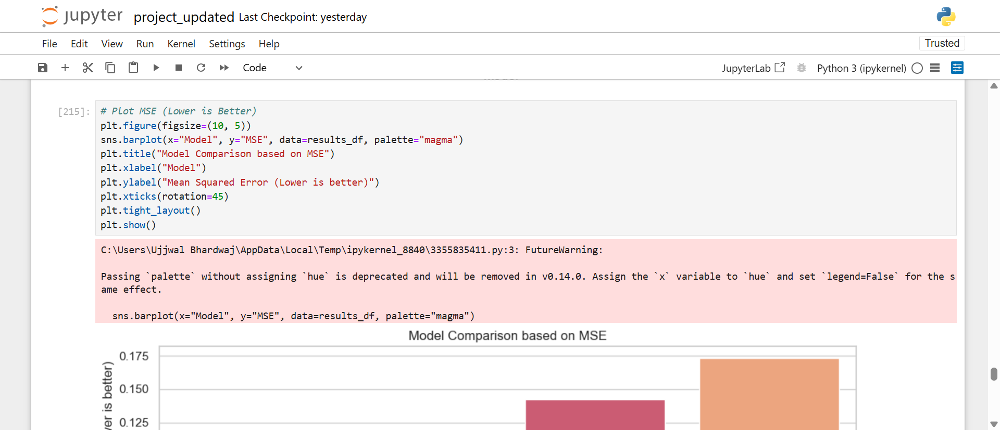 jupyter project_updated Last Checkpoint: yesterday
File Edit View Run Kernel Settings Help Trusted
Code JupyterLab Python 3 (ipykernel)
[215]:
# Plot MSE (Lower is Better)
plt.figure(figsize=(10, 5))
sns.barplot(x="Model", y="MSE", data=results_df, palette="magma")
plt.title("Model Comparison based on MSE")
plt.xlabel("Model")
plt.ylabel("Mean Squared Error (Lower is better)")
plt.xticks(rotation=45)
plt.tight_layout()
plt.show()
C:\Users\Ujjwal Bhardwaj\AppData\Local\Temp\ipykernel_8840\3355835411.py:3: FutureWarning:
Passing `palette` without assigning `hue` is deprecated and will be removed in v0.14.0. Assign the `x` variable to `hue` and set `legend=False` for the s
ame effect.
sns.barplot(x="Model", y="MSE", data=results_df, palette="magma")
Model Comparison based on MSE
0.175
0.150
0.125
is better)